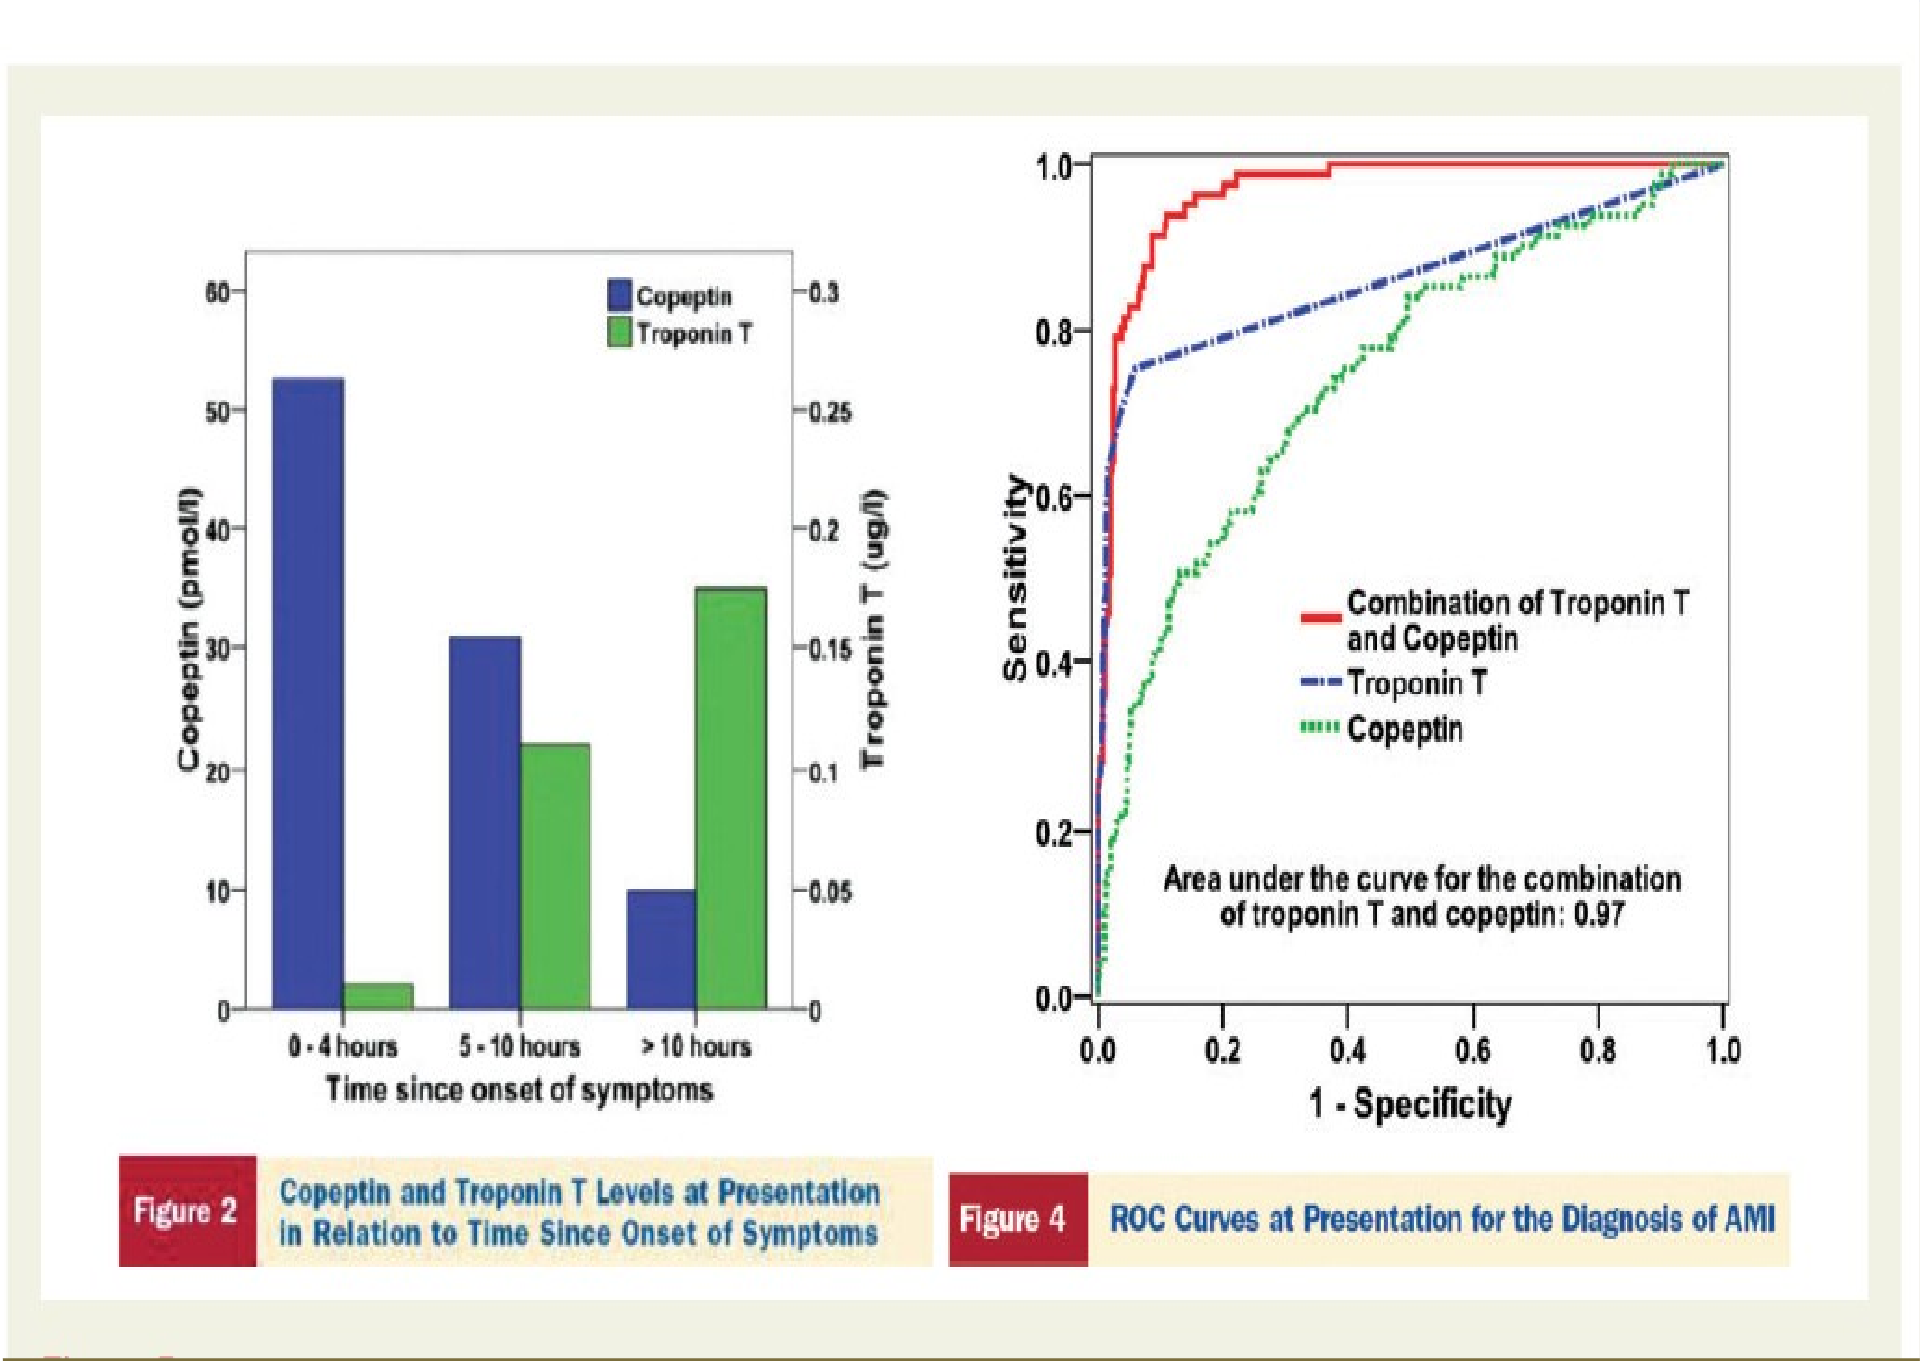 60
50
40
30
20
10
0
Copeptin (pmol/l)
Copeptin
Troponin T
0.3
0.25
0.2
0.15
0.1
0.05
0
Troponin T (ug/l)
0 - 4 hours
5 - 10 hours
> 10 hours
Time since onset of symptoms
Figure 2
Copeptin and Troponin T Levels at Presentation
in Relation to Time Since Onset of Symptoms
1.0
0.8
0.6
0.4
0.2
0.0
Sensitivity
Combination of Troponin T
and Copeptin
Troponin T
Copeptin
Area under the curve for the combination
of troponin T and copeptin: 0.97
0.0
0.2
0.4
0.6
0.8
1.0
1 - Specificity
Figure 4
ROC Curves at Presentation for the Diagnosis of AMI